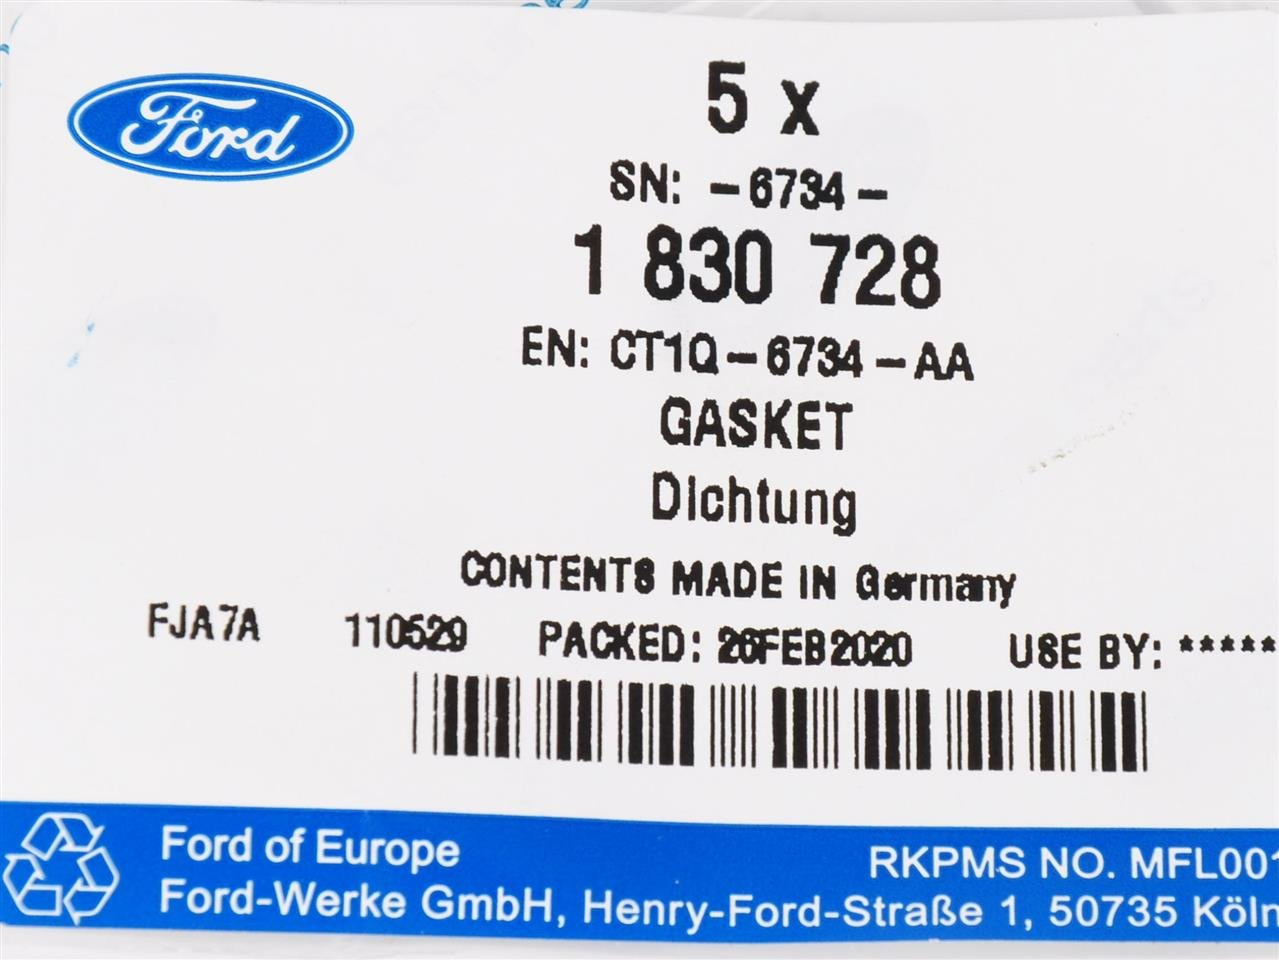 Ford
5 x
SN: -6734-
1 830 728
EN: CT1Q-6734-AA
GASKET
Dichtung
CONTENTS MADE IN Germany
FJA7A 110529 PACKED: 26FEB2020 USE BY: *****
Ford of Europe
RKPMS NO. MFL001
Ford-Werke GmbH, Henry-Ford-Straße 1, 50735 Köln